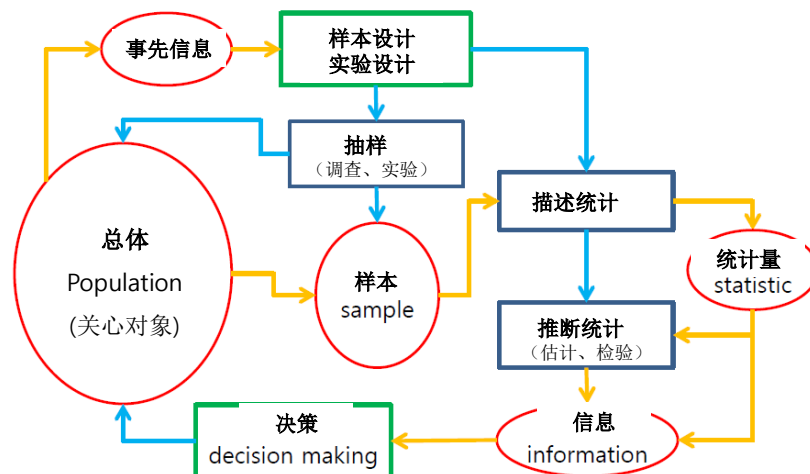 事先信息
样本设计
实验设计
抽样
（调查、实验）
总体
Population
(关心对象)
样本
sample
描述统计
统计量
statistic
推断统计
（估计、检验）
信息
information
决策
decision making